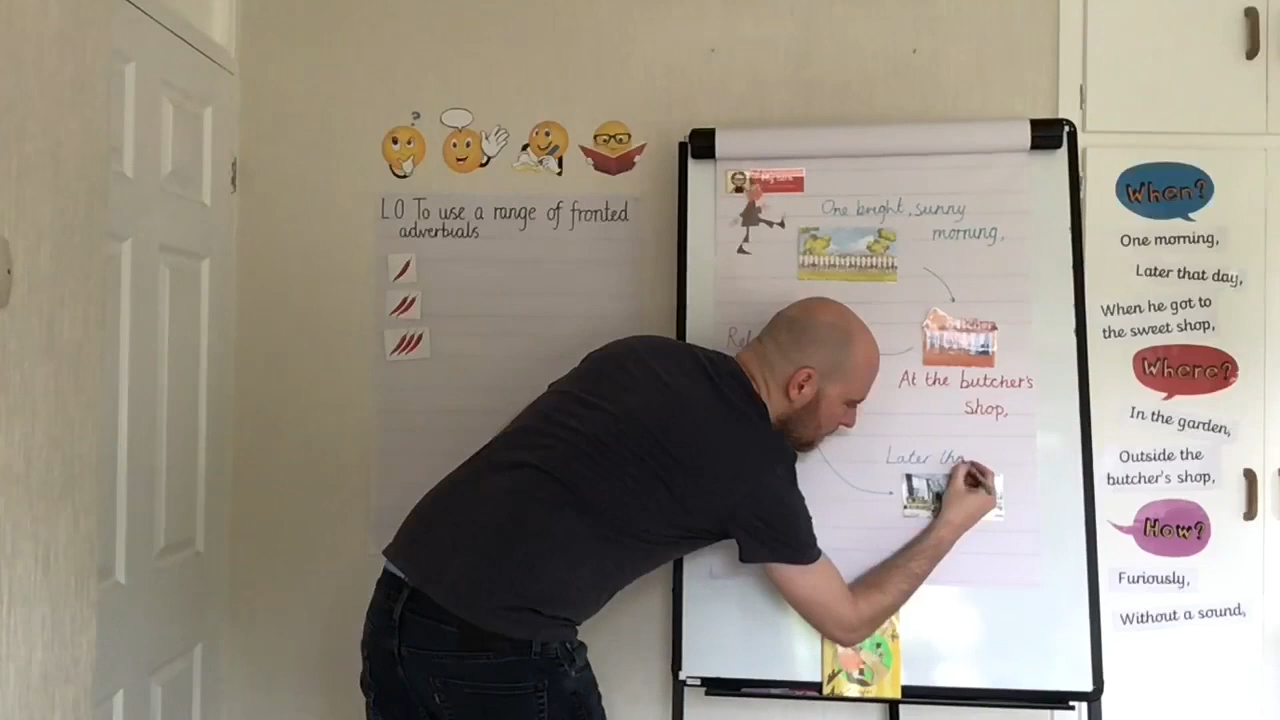 ?
L O To use a range of fronted
adverbials
One bright, sunny
morning,
At the butcher's
shop,
Later tha
When?
One morning,
Later that day,
When he got to
the sweet shop,
Where?
In the garden,
Outside the
butcher's shop,
How?
Furiously,
Without a sound,